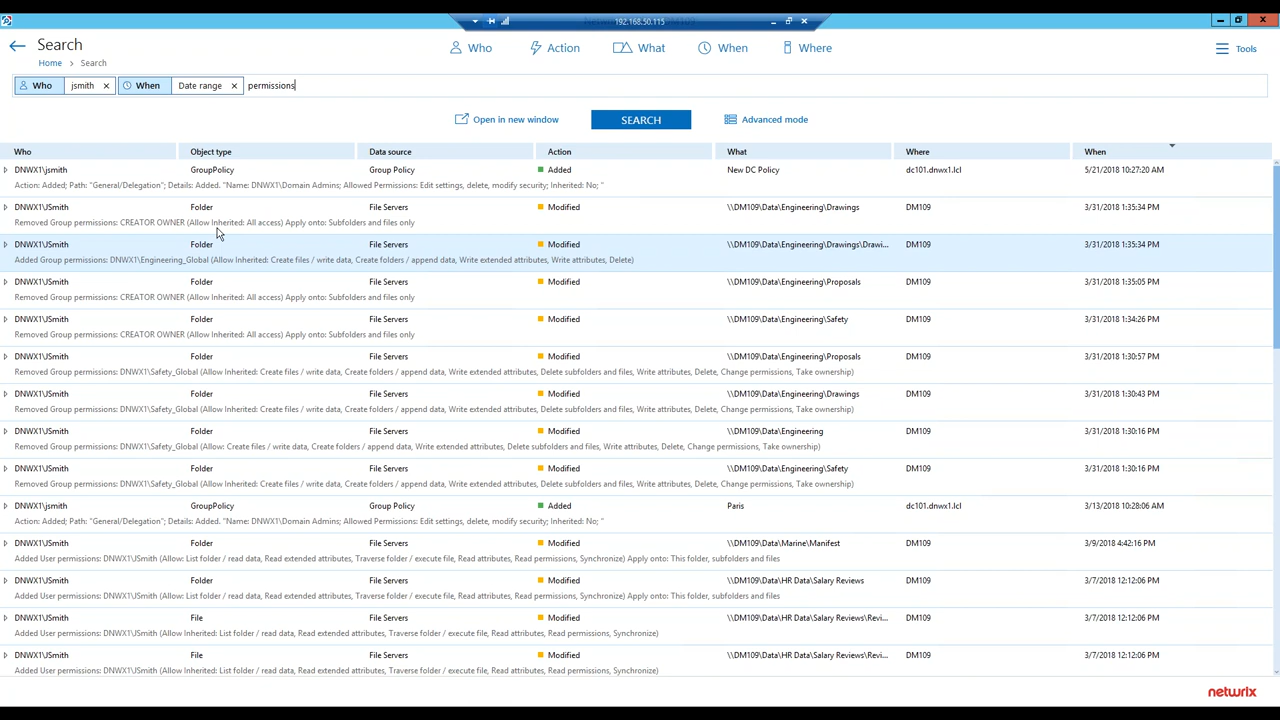 192.168.50.115
Search
Who
Action
What
When
Where
Tools
Home > Search
Who jsmith × When Date range × permissions
Open in new window
SEARCH
Advanced mode
Who Object type Data source Action What Where When
DNWX1\jsmith GroupPolicy Group Policy Added New DC Policy dc101.dnwx1.lcl 5/21/2018 10:27:20 AM
Action: Added; Path: "General/Delegation"; Details: Added. "Name: DNWX1\Domain Admins; Allowed Permissions: Edit settings, delete, modify security; Inherited: No; "
DNWX1\JSmith Folder File Servers Modified \\DM109\Data\Engineering\Drawings DM109 3/31/2018 1:35:34 PM
Removed Group permissions: CREATOR OWNER (Allow Inherited: All access) Apply onto: Subfolders and files only
DNWX1\JSmith Folder File Servers Modified \\DM109\Data\Engineering\Drawings\Drawi... DM109 3/31/2018 1:35:34 PM
Added Group permissions: DNWX1\Engineering_Global (Allow Inherited: Create files / write data, Create folders / append data, Write extended attributes, Write attributes, Delete)
DNWX1\JSmith Folder File Servers Modified \\DM109\Data\Engineering\Proposals DM109 3/31/2018 1:35:05 PM
Removed Group permissions: CREATOR OWNER (Allow Inherited: All access) Apply onto: Subfolders and files only
DNWX1\JSmith Folder File Servers Modified \\DM109\Data\Engineering\Safety DM109 3/31/2018 1:34:26 PM
Removed Group permissions: CREATOR OWNER (Allow Inherited: All access) Apply onto: Subfolders and files only
DNWX1\JSmith Folder File Servers Modified \\DM109\Data\Engineering\Proposals DM109 3/31/2018 1:30:57 PM
Removed Group permissions: DNWX1\Safety_Global (Allow Inherited: Create files / write data, Create folders / append data, Write extended attributes, Delete subfolders and files, Write attributes, Delete, Change permissions, Take ownership)
DNWX1\JSmith Folder File Servers Modified \\DM109\Data\Engineering\Drawings DM109 3/31/2018 1:30:43 PM
Removed Group permissions: DNWX1\Safety_Global (Allow Inherited: Create files / write data, Create folders / append data, Write extended attributes, Delete subfolders and files, Write attributes, Delete, Change permissions, Take ownership)
DNWX1\JSmith Folder File Servers Modified \\DM109\Data\Engineering DM109 3/31/2018 1:30:16 PM
Removed Group permissions: DNWX1\Safety_Global (Allow: Create files / write data, Create folders / append data, Write extended attributes, Delete subfolders and files, Write attributes, Delete, Change permissions, Take ownership)
DNWX1\JSmith Folder File Servers Modified \\DM109\Data\Engineering\Safety DM109 3/31/2018 1:30:16 PM
Removed Group permissions: DNWX1\Safety_Global (Allow Inherited: Create files / write data, Create folders / append data, Write extended attributes, Delete subfolders and files, Write attributes, Delete, Change permissions, Take ownership)
DNWX1\jsmith GroupPolicy Group Policy Added Paris dc101.dnwx1.lcl 3/13/2018 10:28:06 AM
Action: Added; Path: "General/Delegation"; Details: Added. "Name: DNWX1\Domain Admins; Allowed Permissions: Edit settings, delete, modify security; Inherited: No; "
DNWX1\JSmith Folder File Servers Modified \\DM109\Data\Marine\Manifest DM109 3/9/2018 4:42:16 PM
Added User permissions: DNWX1\JSmith (Allow: List folder / read data, Read extended attributes, Traverse folder / execute file, Read attributes, Read permissions, Synchronize) Apply onto: This folder, subfolders and files
DNWX1\JSmith Folder File Servers Modified \\DM109\Data\HR Data\Salary Reviews DM109 3/7/2018 12:12:06 PM
Added User permissions: DNWX1\JSmith (Allow: List folder / read data, Read extended attributes, Traverse folder / execute file, Read attributes, Read permissions, Synchronize) Apply onto: This folder, subfolders and files
DNWX1\JSmith File File Servers Modified \\DM109\Data\HR Data\Salary Reviews\Revi... DM109 3/7/2018 12:12:06 PM
Added User permissions: DNWX1\JSmith (Allow Inherited: List folder / read data, Read extended attributes, Traverse folder / execute file, Read attributes, Read permissions, Synchronize)
DNWX1\JSmith File File Servers Modified \\DM109\Data\HR Data\Salary Reviews\Revi... DM109 3/7/2018 12:12:06 PM
Added User permissions: DNWX1\JSmith (Allow Inherited: List folder / read data, Read extended attributes, Traverse folder / execute file, Read attributes, Read permissions, Synchronize)
netwrix